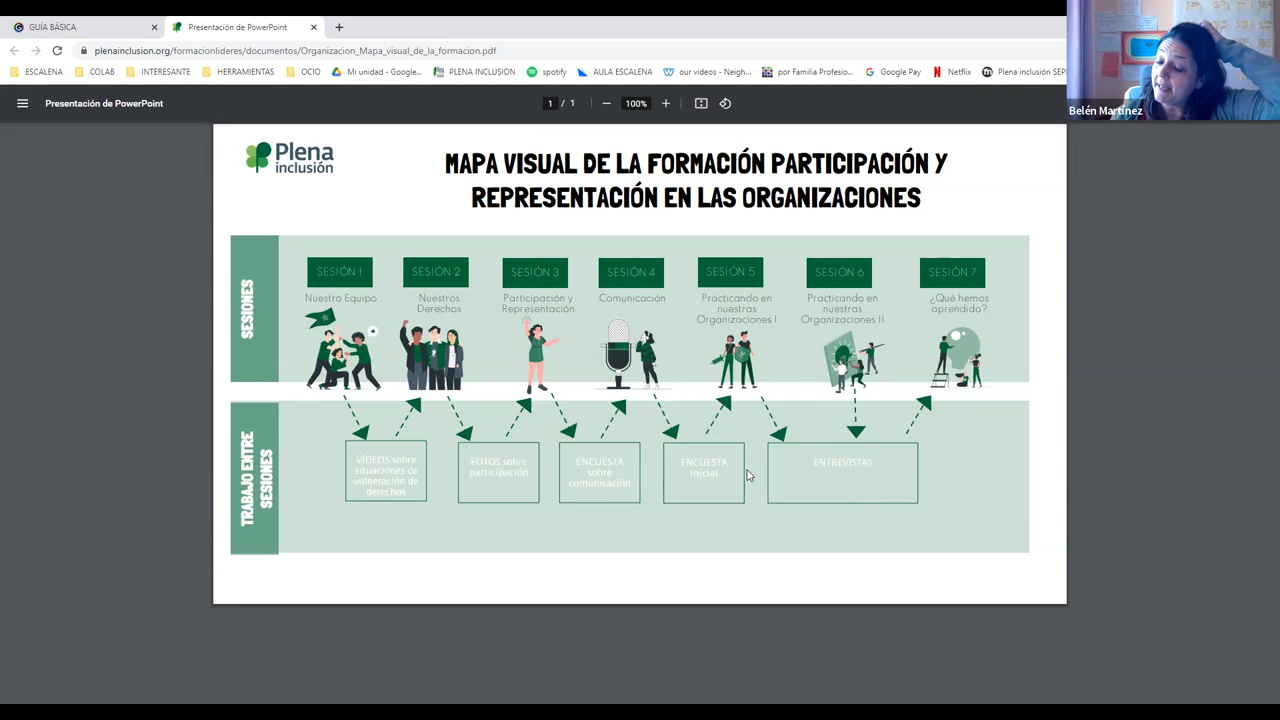 GUÍA BÁSICA
Presentación de PowerPoint
plenainclusion.org/formacionlideres/documentos/Organizacion_Mapa_visual_de_la_formacion.pdf
ESCALENA
COLAB
INTERESANTE
HERRAMIENTAS
OCIO
Mi unidad - Google...
PLENA INCLUSION
spotify
AULA ESCALENA
our videos - Neigh...
por Familia Profesio...
Google Pay
Netflix
Plena inclusión SEPI
Belén Martínez
Presentación de PowerPoint
1 / 1
100%
Plena
inclusión
MAPA VISUAL DE LA FORMACIÓN PARTICIPACIÓN Y
REPRESENTACIÓN EN LAS ORGANIZACIONES
SESIONES
SESIÓN 1
Nuestro Equipo
SESIÓN 2
Nuestros
Derechos
SESIÓN 3
Participación y
Representación
SESIÓN 4
Comunicación
SESIÓN 5
Practicando en
nuestras
Organizaciones I
SESIÓN 6
Practicando en
nuestras
Organizaciones II
SESIÓN 7
¿Qué hemos
aprendido?
TRABAJO ENTRE
SESIONES
VÍDEOS sobre
situaciones de
vulneración de
derechos
FOTOS sobre
participación
ENCUESTA
sobre
comunicación
ENCUESTA
inicial
ENTREVISTAS